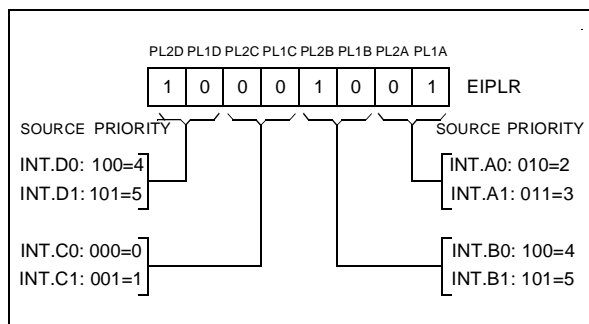 PL2D PL1D PL2C PL1C PL2B PL1B PL2A PL1A
1 0 0 0 1 0 0 1 EIPLR
SOURCE PRIORITY SOURCE PRIORITY
INT.D0: 100=4 INT.A0: 010=2
INT.D1: 101=5 INT.A1: 011=3
INT.C0: 000=0 INT.B0: 100=4
INT.C1: 001=1 INT.B1: 101=5